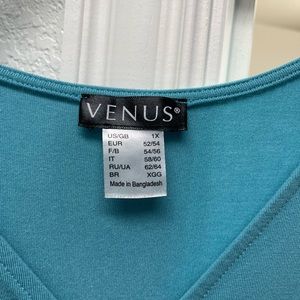 VENUS®
US/GB 1X
EUR 52/54
F/B 54/56
IT 58/60
RU/UA 62/64
BR XGG
Made in Bangladesh